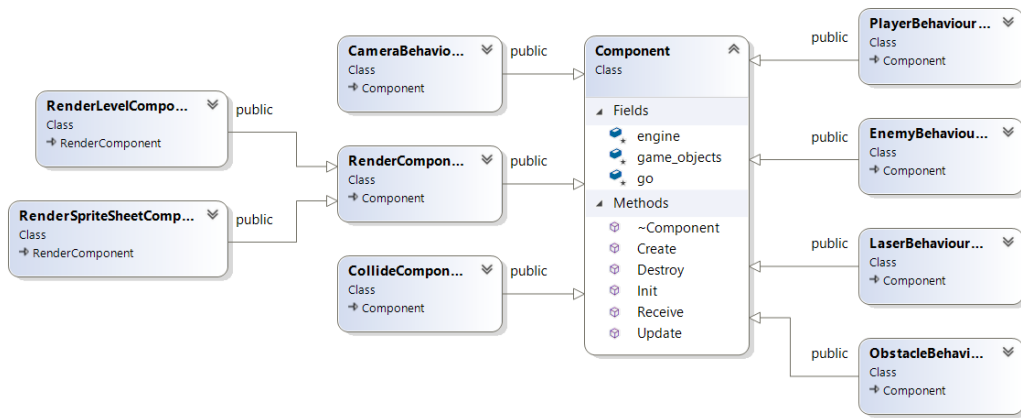 RenderLevelCompo...
Class
RenderComponent
public
RenderSpriteSheetComp...
Class
RenderComponent
public
CameraBehavio...
Class
Component
public
RenderCompon...
Class
Component
public
CollideCompon...
Class
Component
public
Component
Class
Fields
engine
game_objects
go
Methods
~Component
Create
Destroy
Init
Receive
Update
public
PlayerBehaviour...
Class
Component
public
EnemyBehaviou...
Class
Component
public
LaserBehaviour...
Class
Component
public
ObstacleBehavi...
Class
Component